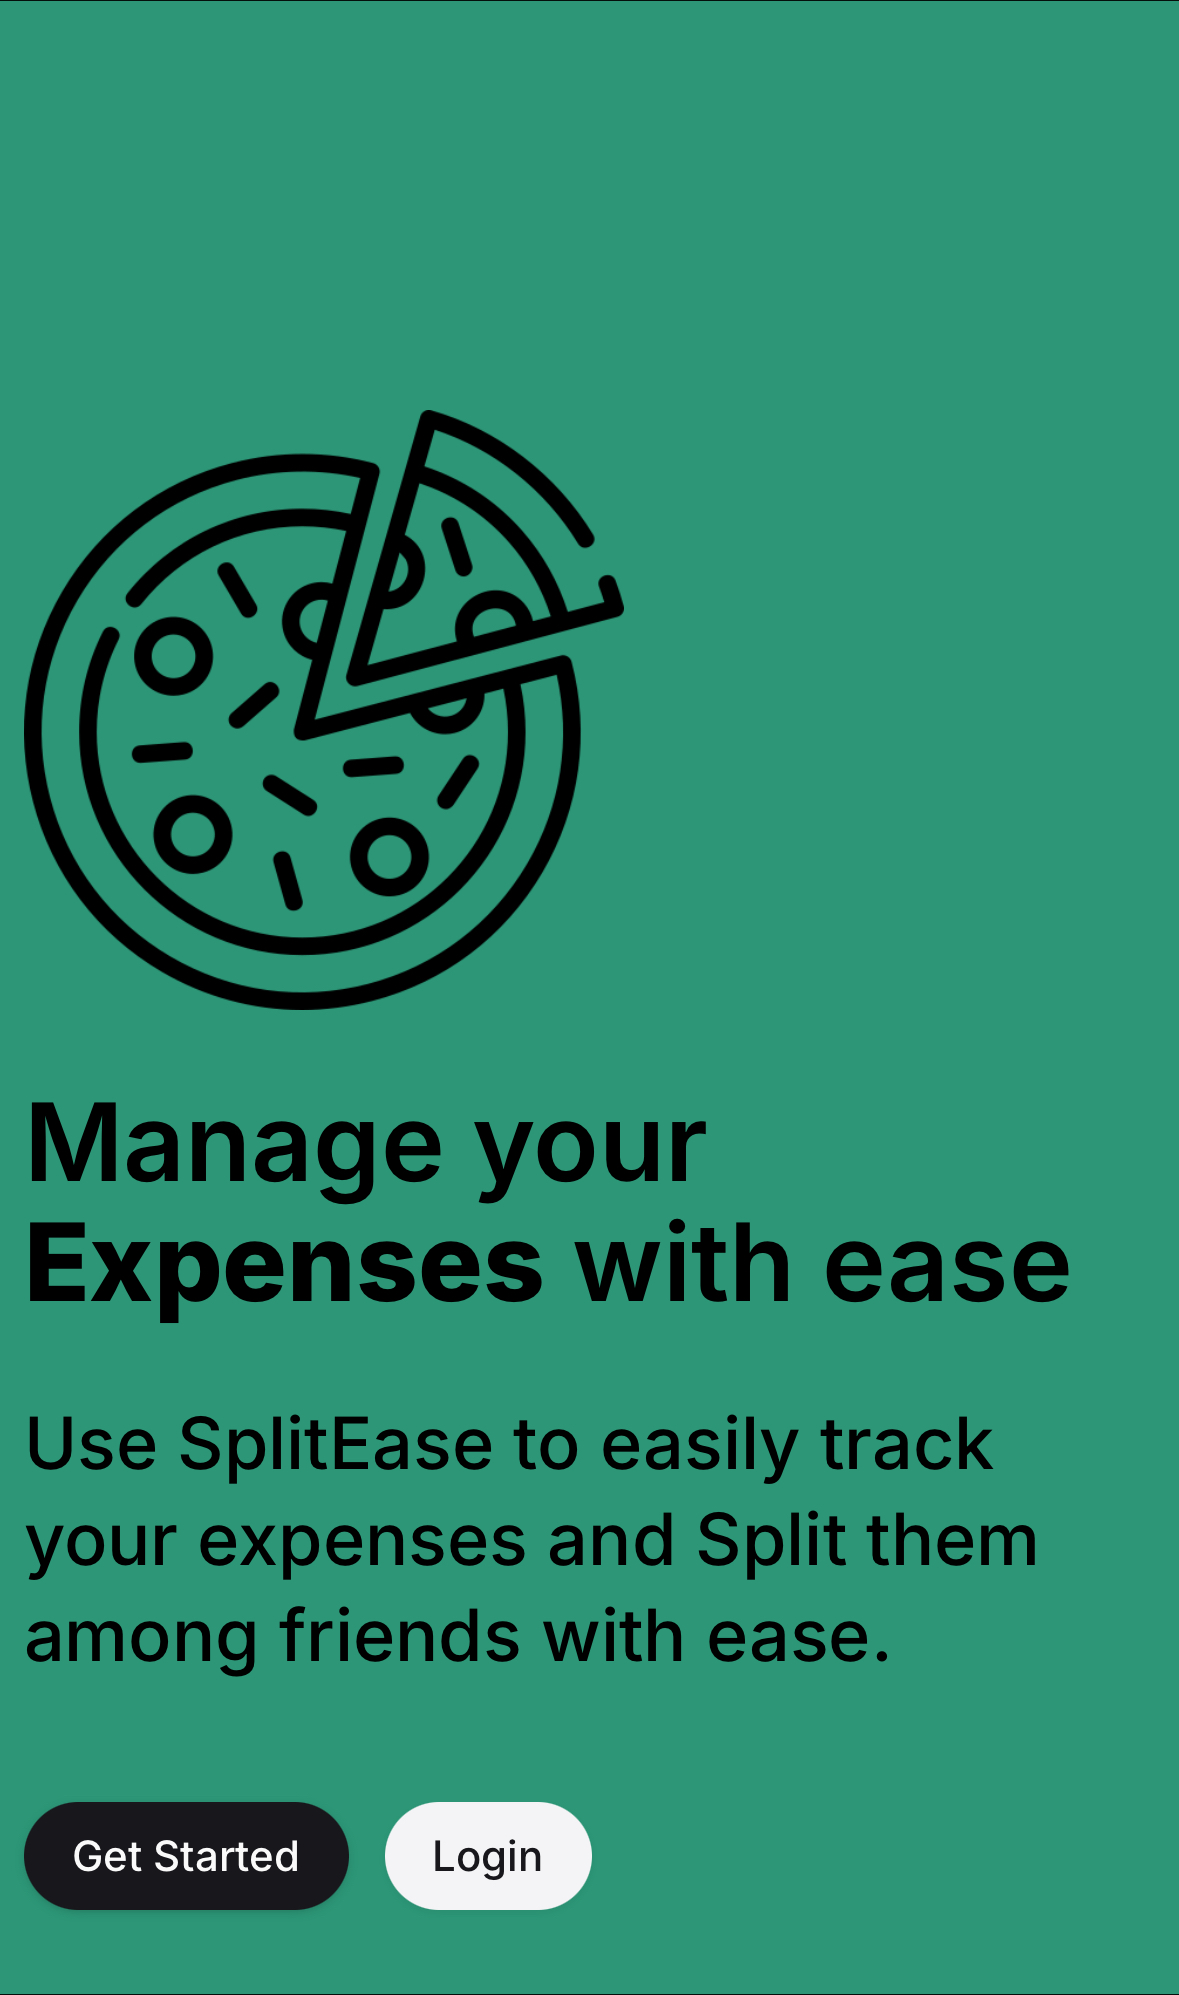 Manage your
Expenses with ease
Use SplitEase to easily track
your expenses and Split them
among friends with ease.
Get Started
Login